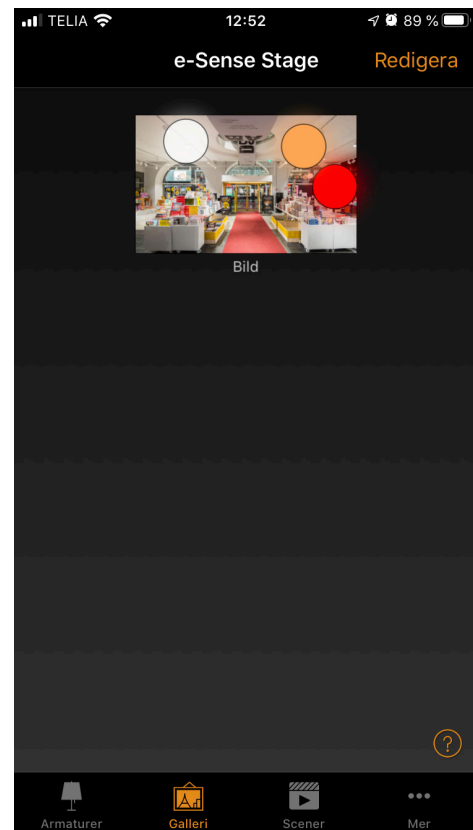 TELIA 12:52 89 %
e-Sense Stage Redigera
Bild
?
Armaturer Galleri Scener Mer